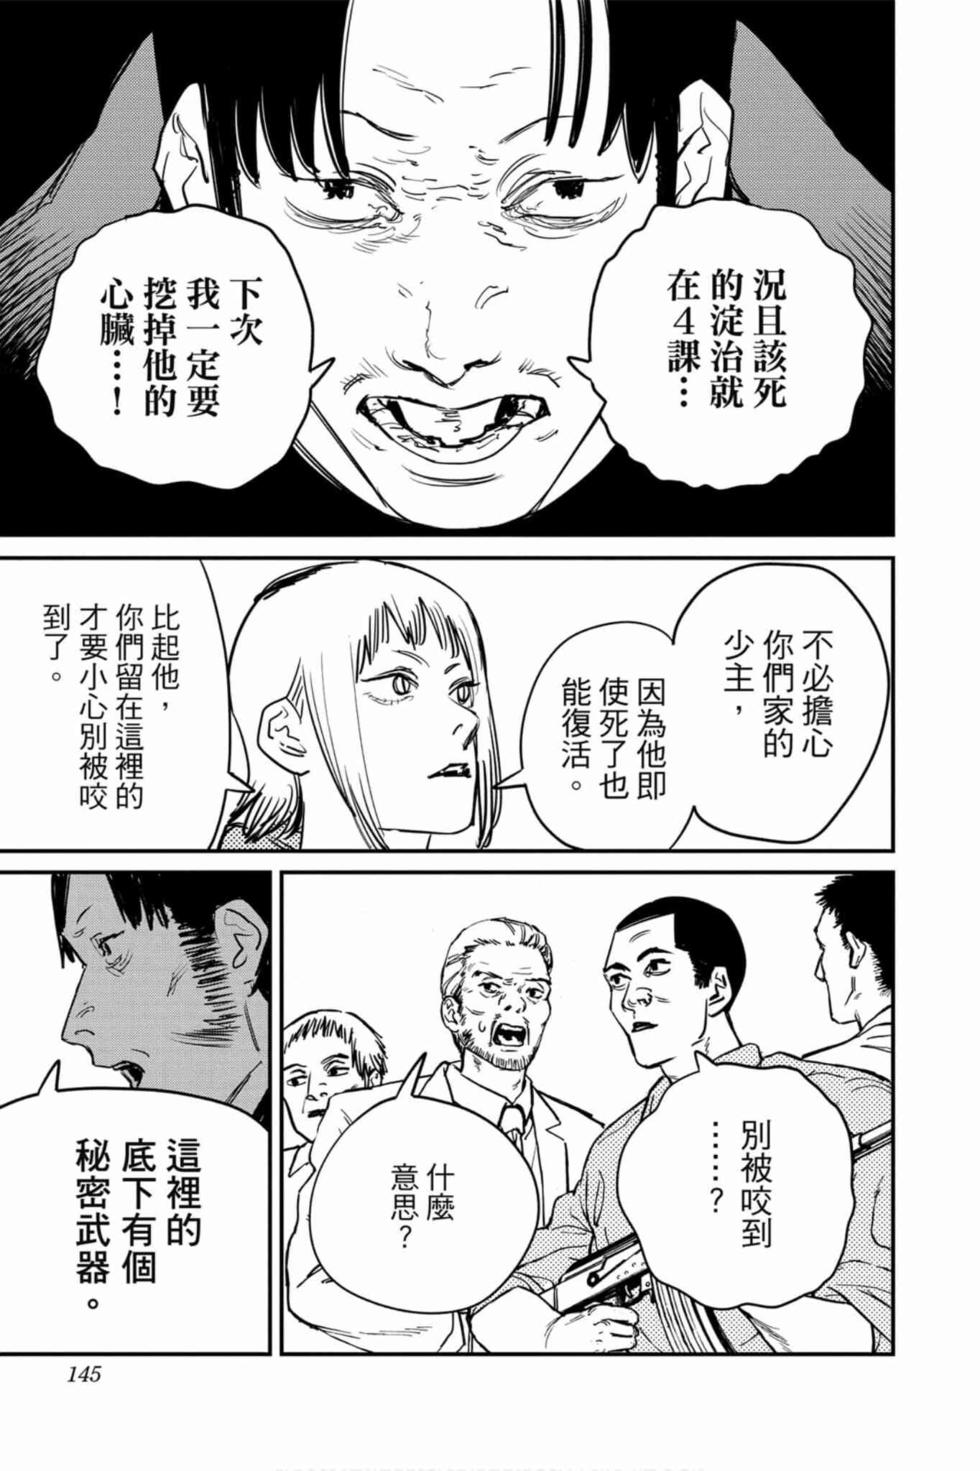 況且該死
的淀治就
在４課…
下次
我一定要
挖掉他的
心臟…！
不必擔心
你們家的
少主，
因為他即
使死了也
能復活。
比起他，
你們留在這裡的
才要小心別被咬
到了。
別被咬到
……？
什麼
意思？
這裡的
底下有個
秘密武器。
145